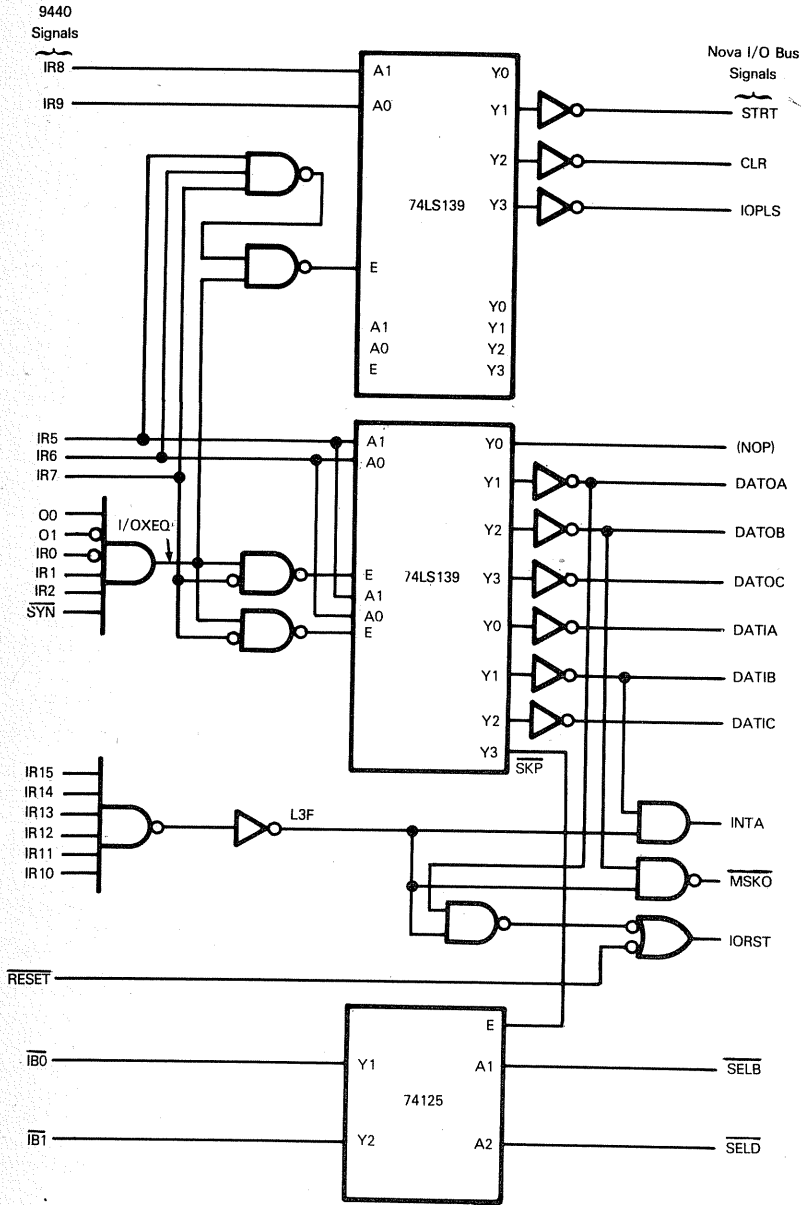 9440
Signals
Nova I/O Bus
Signals
IR8
A1
Y0
IR9
A0
Y1
STRT
Y2
CLR
74LS139
Y3
IOPLS
E
Y0
A1
Y1
A0
Y2
E
Y3
IR5
A1
Y0
(NOP)
IR6
A0
IR7
Y1
DATOA
O0
I/OXEQ
O1
Y2
DATOB
IR0
IR1
E
74LS139
Y3
DATOC
IR2
A1
SYN
A0
Y0
DATIA
E
Y1
DATIB
Y2
DATIC
Y3
SKP
IR15
IR14
IR13
L3F
INTA
IR12
IR11
IR10
MSKO
IORST
RESET
E
IB0
Y1
A1
SELB
74125
IB1
Y2
A2
SELD